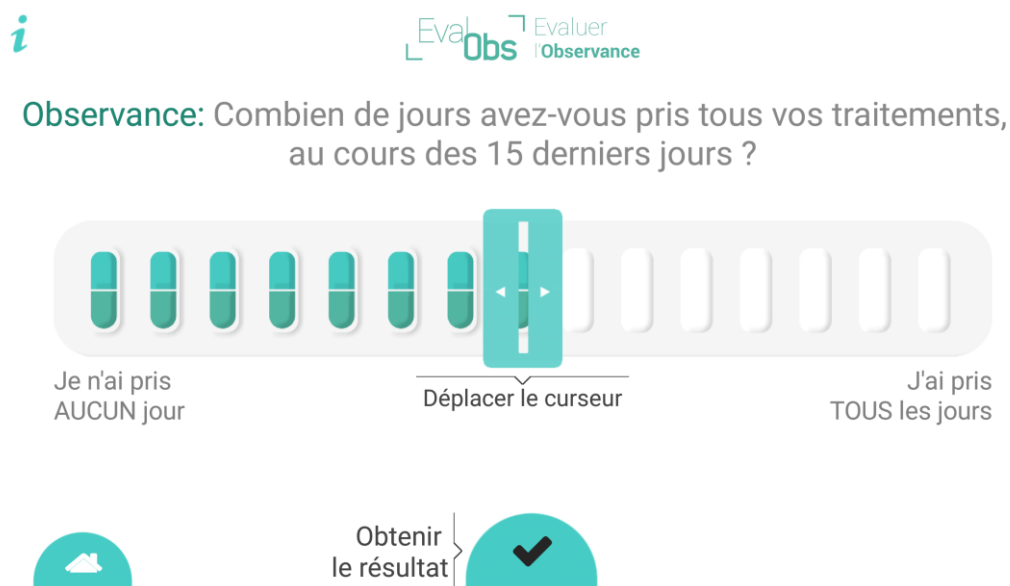 i
Eval Obs
Evaluer
l'Observance
Observance: Combien de jours avez-vous pris tous vos traitements,
au cours des 15 derniers jours ?
Je n'ai pris
AUCUN jour
Déplacer le curseur
J'ai pris
TOUS les jours
Obtenir
le résultat